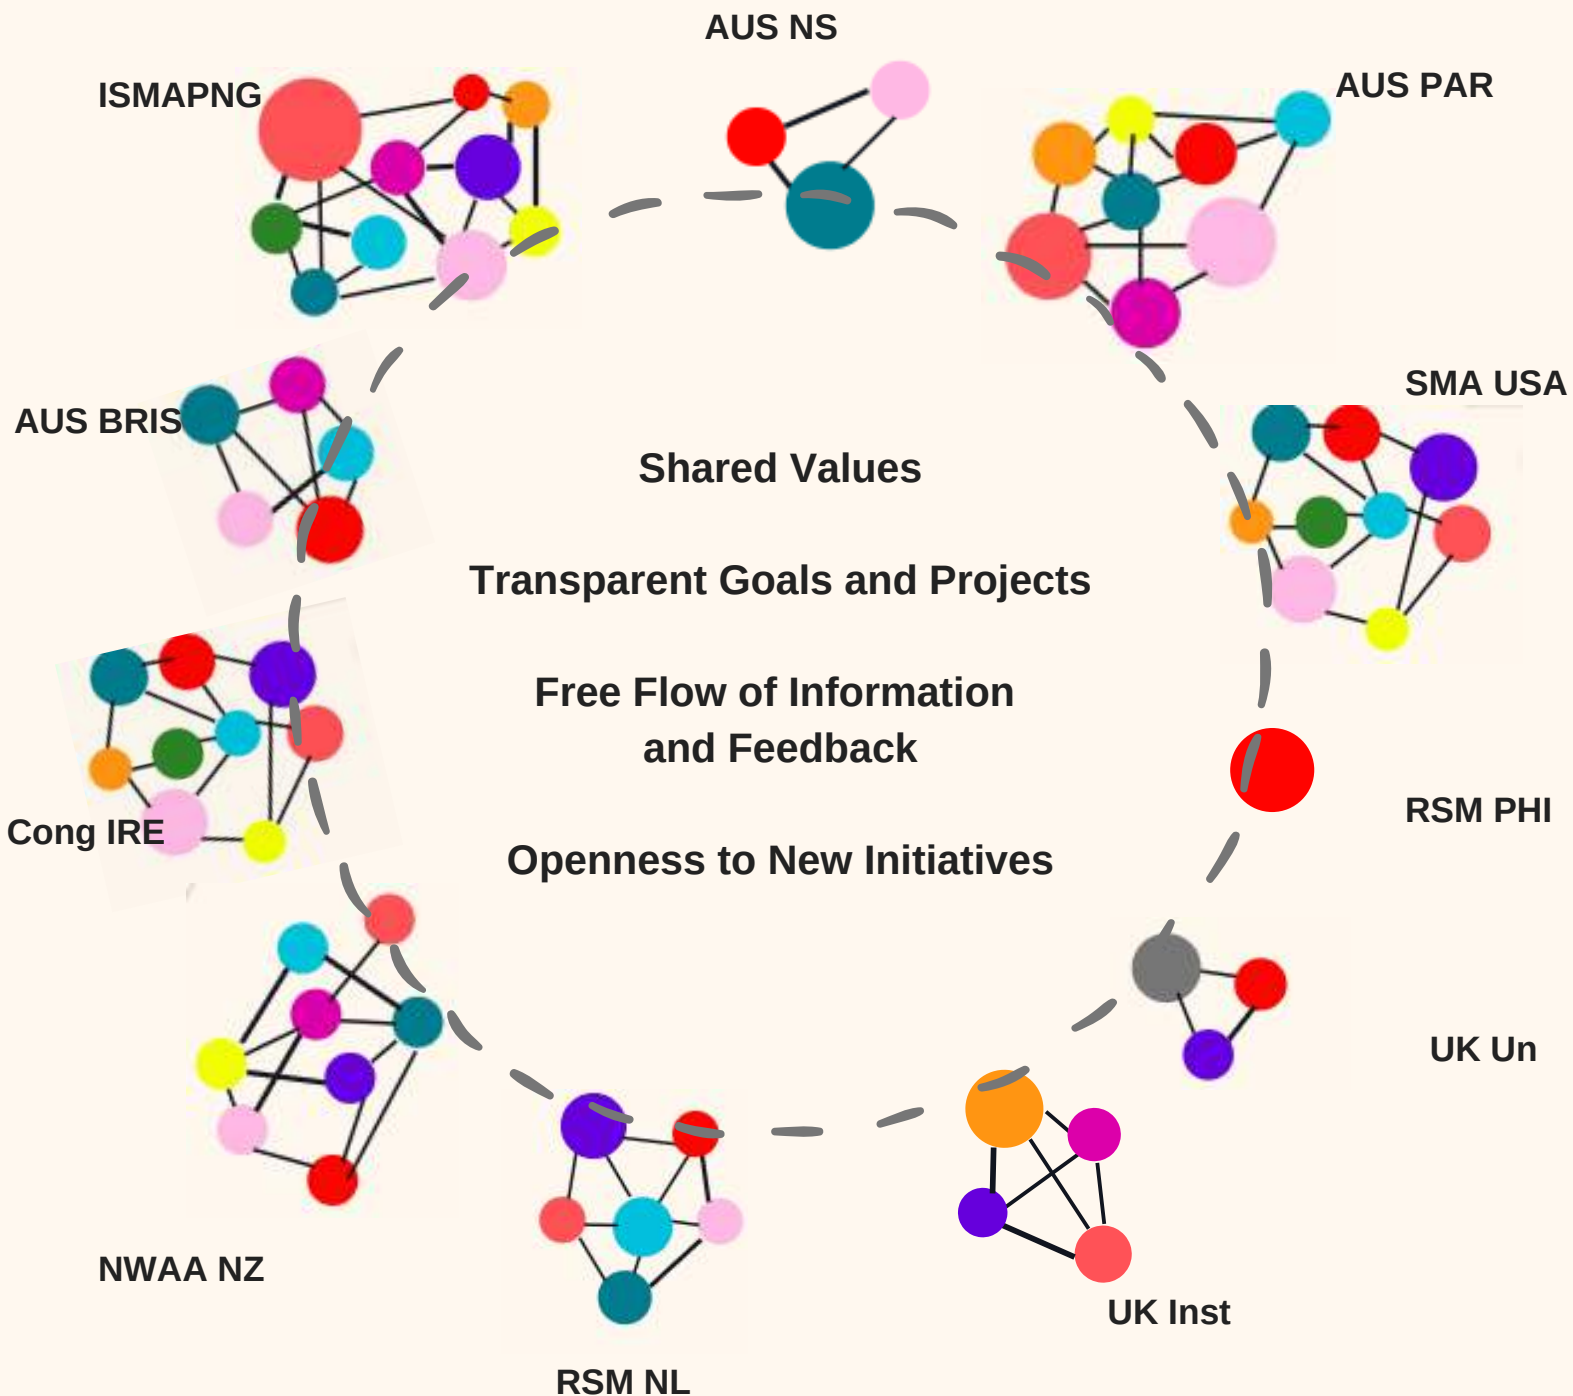 AUS NS
ISMAPNG
AUS PAR
SMA USA
AUS BRIS
Shared Values
Transparent Goals and Projects
Free Flow of Information
and Feedback
RSM PHI
Cong IRE
Openness to New Initiatives
UK Un
NWAA NZ
UK Inst
RSM NL